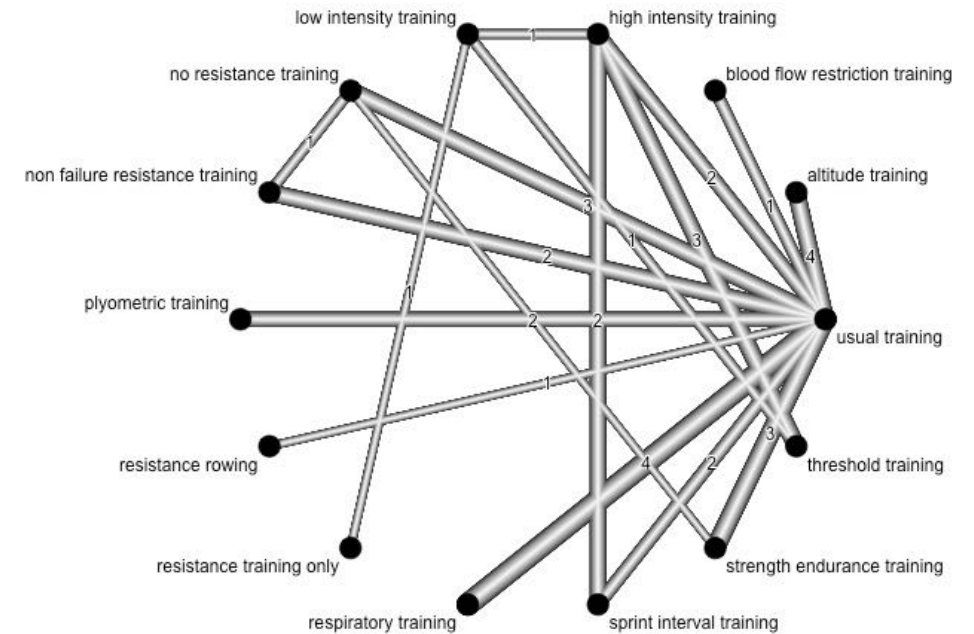 low intensity training
high intensity training
1
no resistance training
blood flow restriction training
1
non failure resistance training
2
altitude training
3
1
1
3
2
4
1
plyometric training
2
2
usual training
1
3
resistance rowing
4
2
threshold training
resistance training only
strength endurance training
respiratory training
sprint interval training